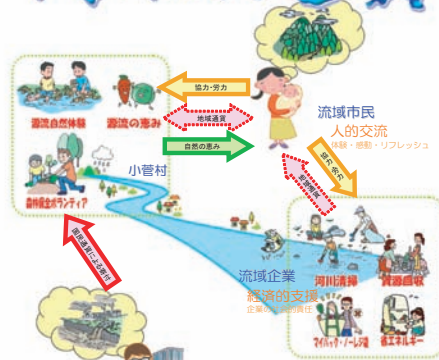 協力・労力
地域通貨
自然の恵み
源流自然体験
源流の恵み
森林保全ボランティア
小菅村
流域市民
人的交流
体験・感動・リフレッシュ
協力・労力
地域通貨
国民通貨による寄付
流域企業
経済的支援
河川清掃
資源回収
マイバッグ・ノーレジ袋
省エネルギー